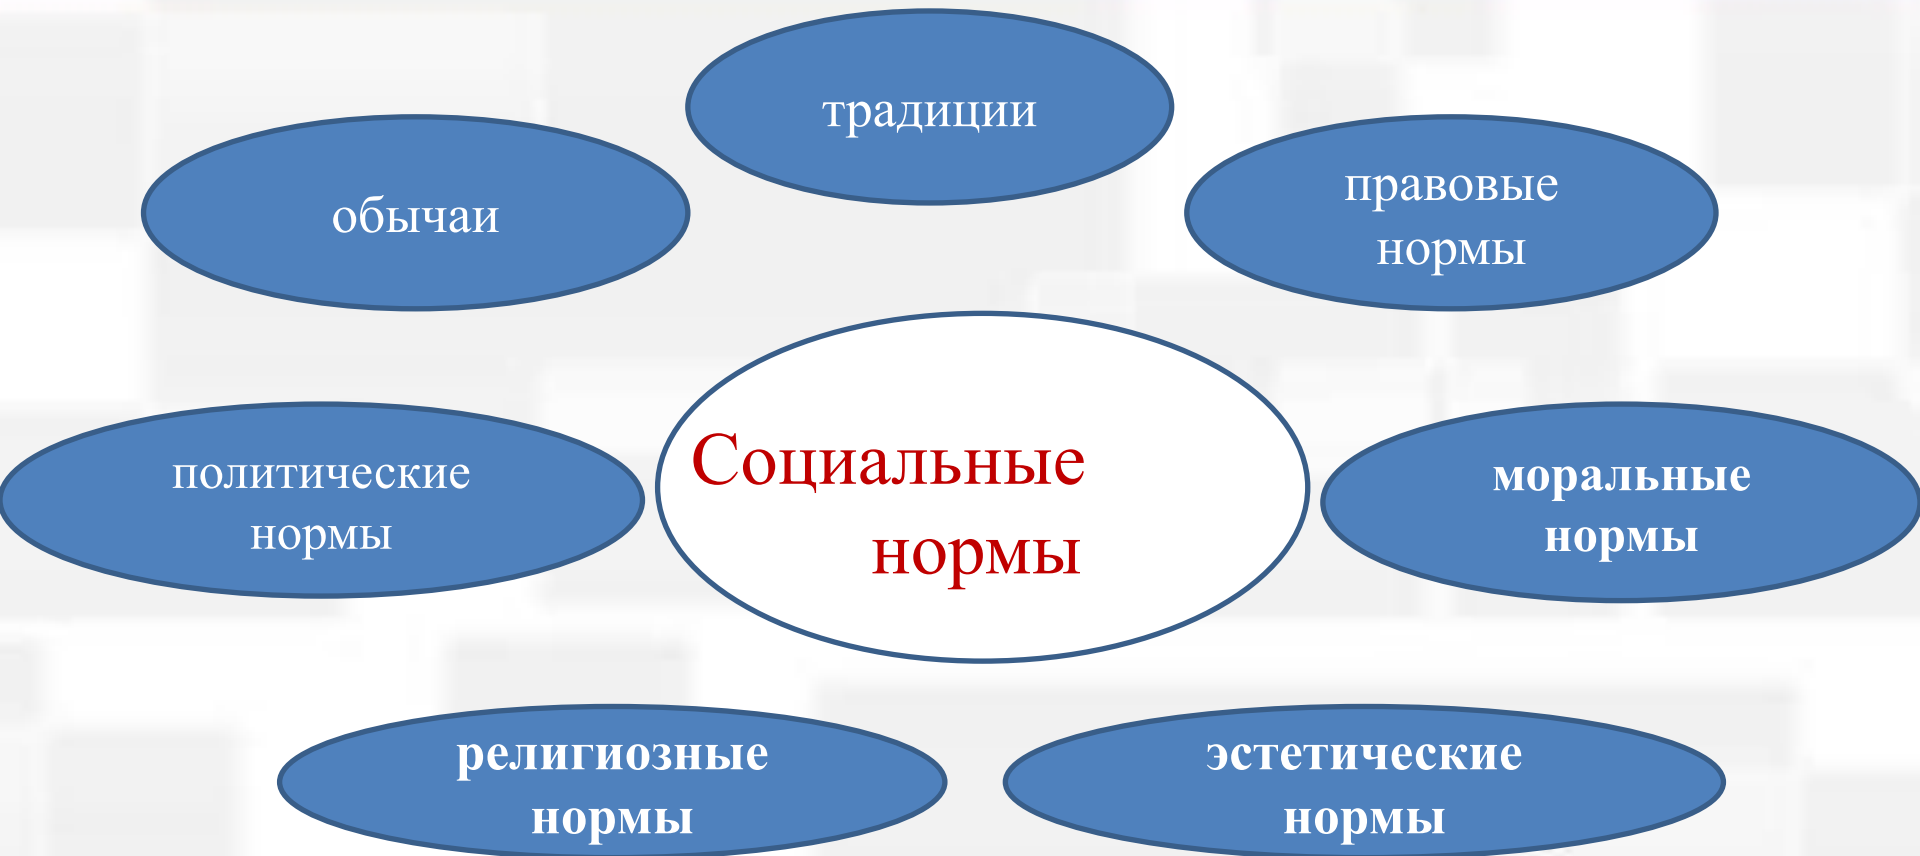 традиции
обычаи
правовые
нормы
Социальные
нормы
политические
нормы
моральные
нормы
религиозные
нормы
эстетические
нормы